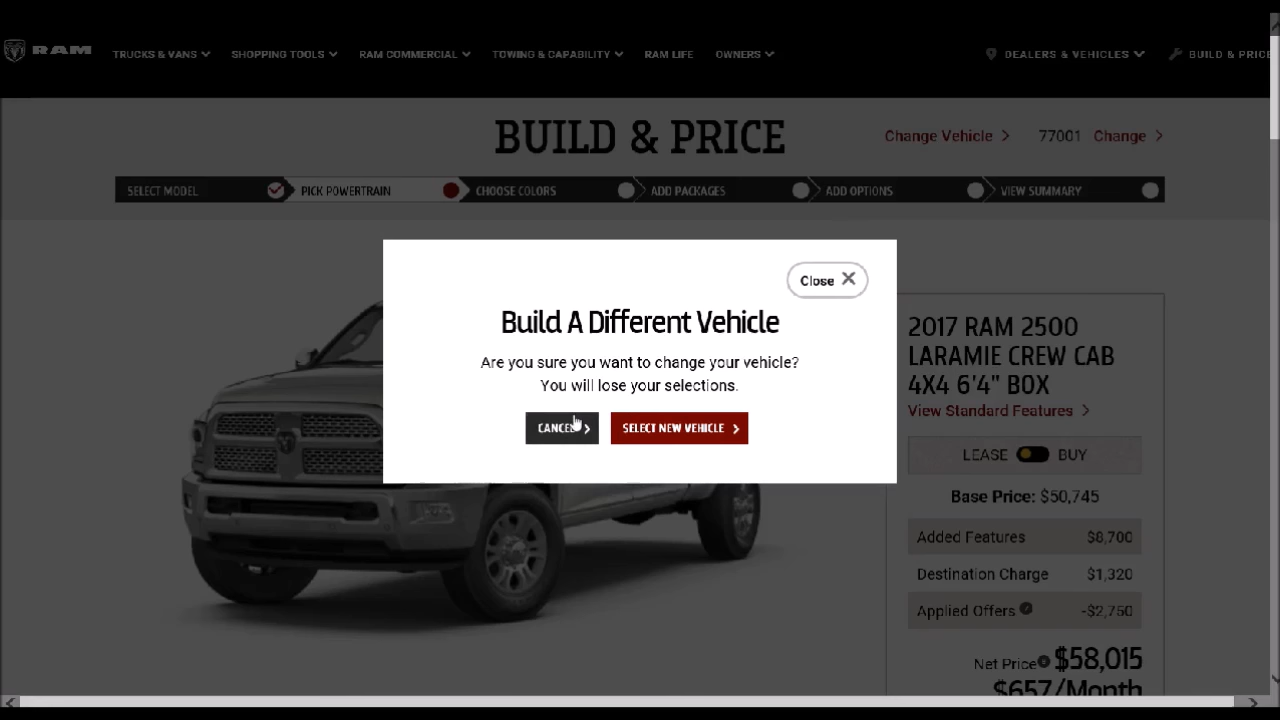 RAM TRUCKS & VANS SHOPPING TOOLS RAM COMMERCIAL TOWING & CAPABILITY RAM LIFE OWNERS DEALERS & VEHICLES BUILD & PRICE
BUILD & PRICE Change Vehicle 77001 Change
SELECT MODEL PICK POWERTRAIN CHOOSE COLORS ADD PACKAGES ADD OPTIONS VIEW SUMMARY
Close
Build A Different Vehicle
Are you sure you want to change your vehicle?
You will lose your selections.
CANCEL SELECT NEW VEHICLE
2017 RAM 2500
LARAMIE CREW CAB
4X4 6'4" BOX
View Standard Features
LEASE BUY
Base Price: $50,745
Added Features $8,700
Destination Charge $1,320
Applied Offers -$2,750
Net Price $58,015
$657/Month